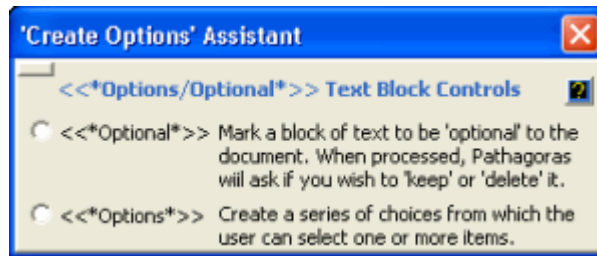 'Create Options' Assistant
<<*Options/Optional*>> Text Block Controls
?
<<*Optional*>> Mark a block of text to be 'optional' to the
document. When processed, Pathagoras
wiil ask if you wish to 'keep' or 'delete' it.
<<*Options*>> Create a series of choices from which the
user can select one or more items.